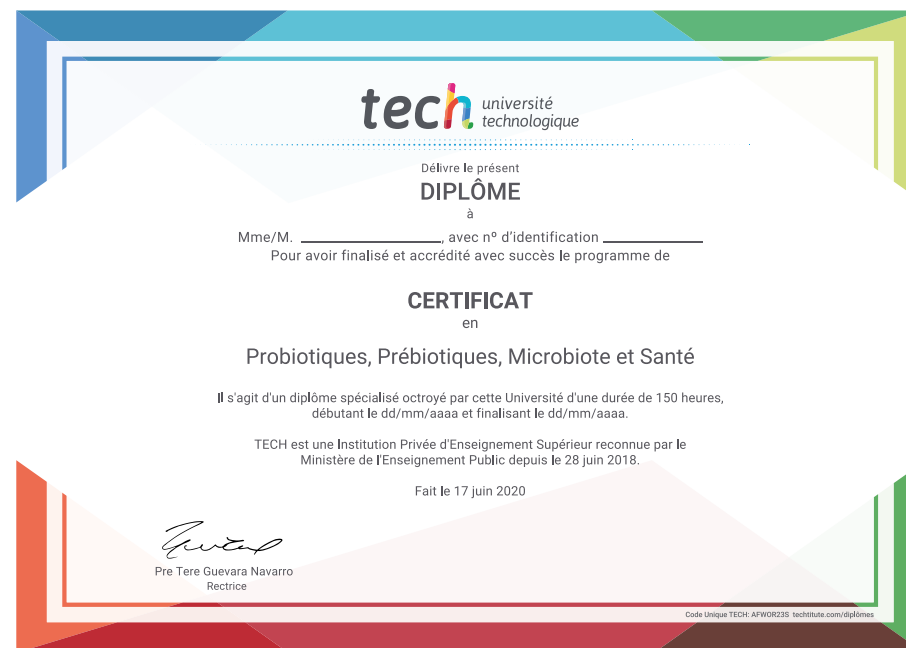 tech université
technologique
Délivre le présent
DIPLÔME
à
Mme/M. ____________________, avec nº d'identification ______________
Pour avoir finalisé et accrédité avec succès le programme de
CERTIFICAT
en
Probiotiques, Prébiotiques, Microbiote et Santé
Il s'agit d'un diplôme spécialisé octroyé par cette Université d'une durée de 150 heures,
débutant le dd/mm/aaaa et finalisant le dd/mm/aaaa.
TECH est une Institution Privée d'Enseignement Supérieur reconnue par le
Ministère de l'Enseignement Public depuis le 28 juin 2018.
Fait le 17 juin 2020
Pre Tere Guevara Navarro
Rectrice
Code Unique TECH: AFWOR23S techtitute.com/diplômes